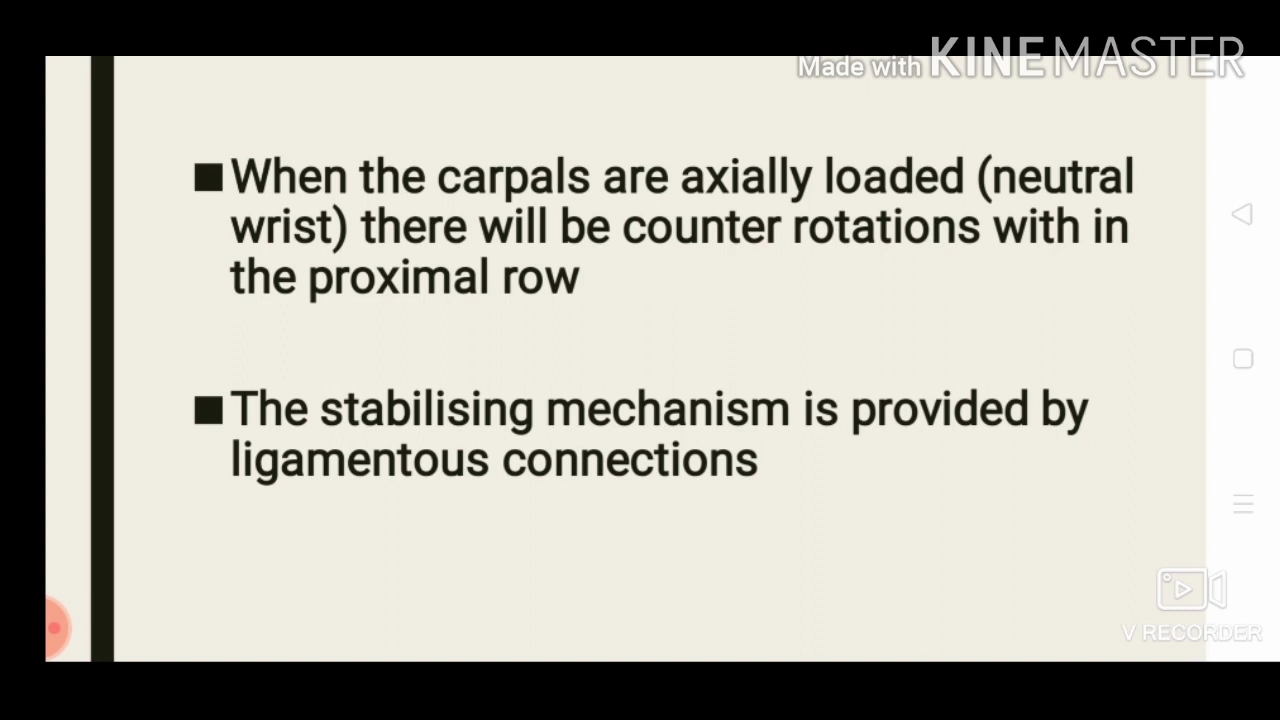 Made with KINEMASTER
■ When the carpals are axially loaded (neutral
wrist) there will be counter rotations with in
the proximal row
■ The stabilising mechanism is provided by
ligamentous connections
V RECORDER